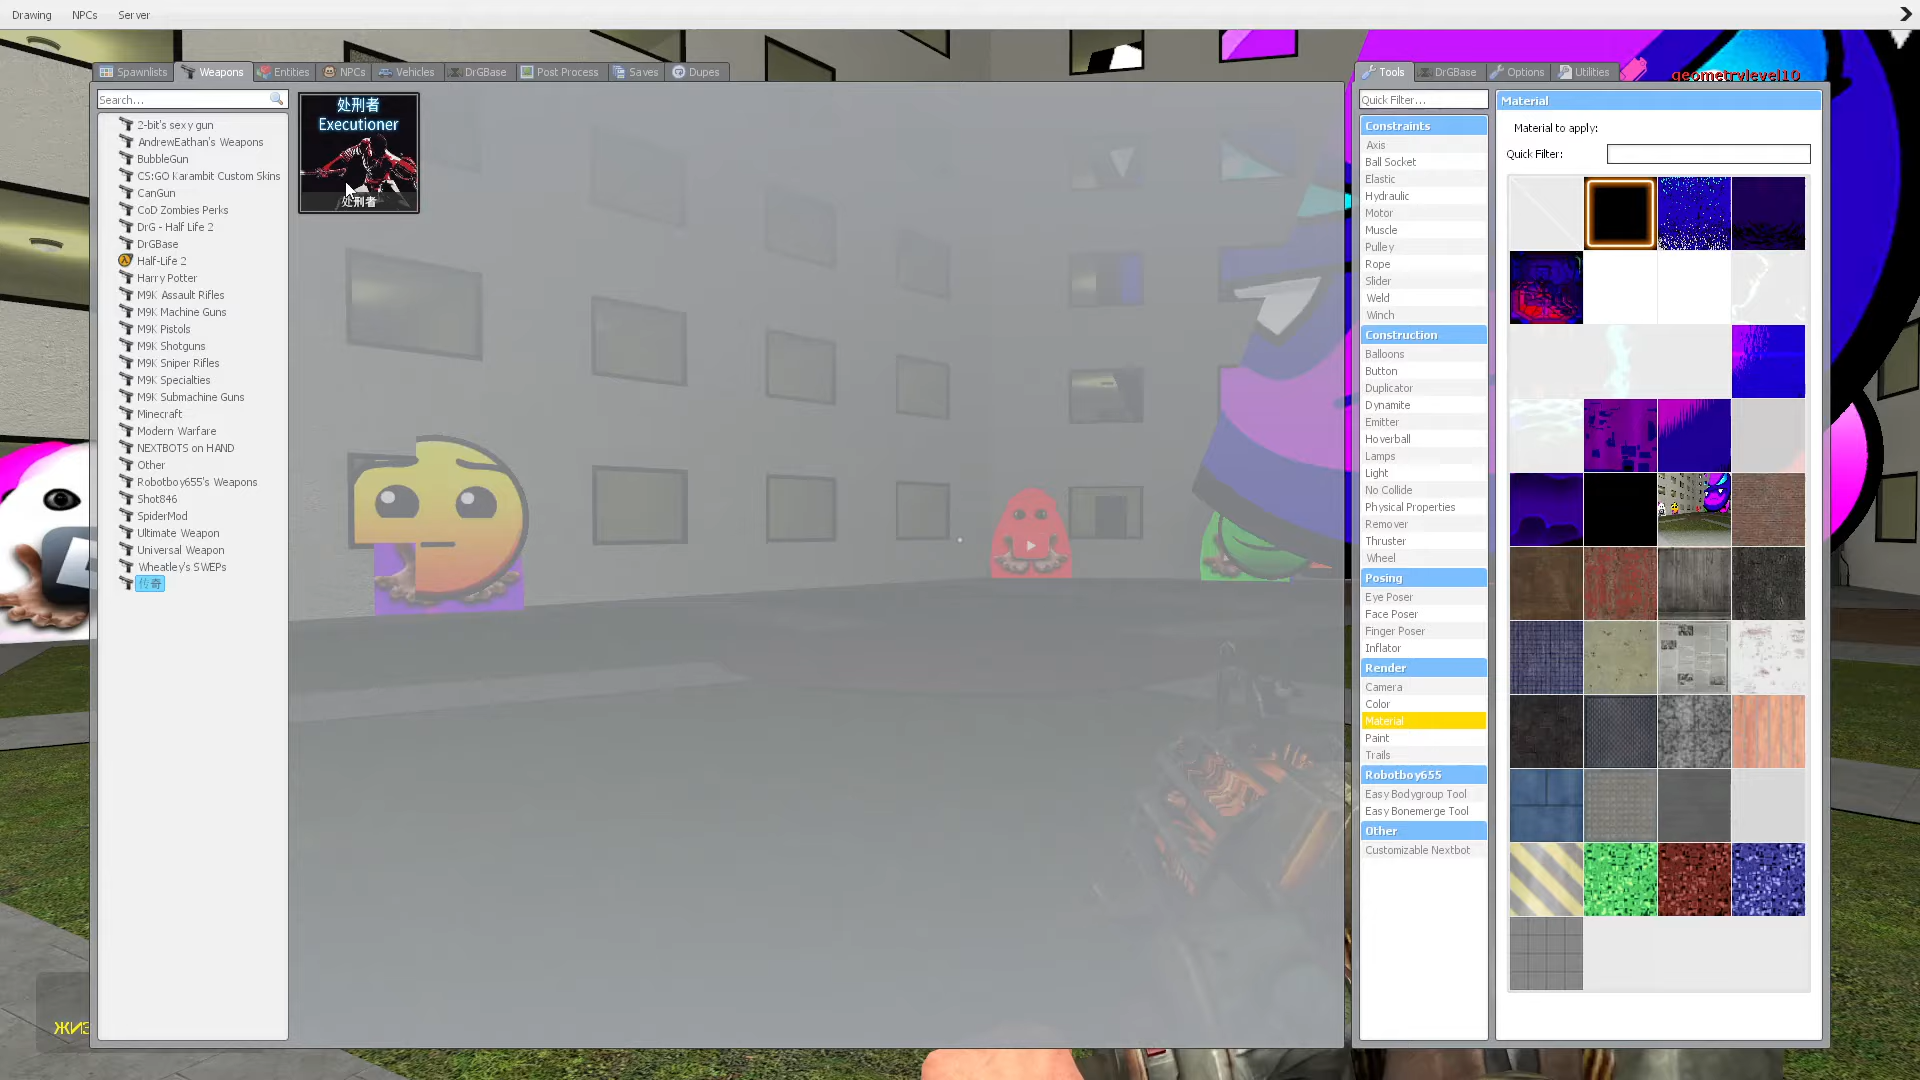 Drawing NPCs Server
Spawnlists Weapons Entities NPCs Vehicles DrGBase Post Process Saves Dupes
Search...
2-bit's sexy gun
AndrewEathan's Weapons
BubbleGun
CS:GO Karambit Custom Skins
CanGun
CoD Zombies Perks
DrG - Half Life 2
DrGBase
Half-Life 2
Harry Potter
M9K Assault Rifles
M9K Machine Guns
M9K Pistols
M9K Shotguns
M9K Sniper Rifles
M9K Specialties
M9K Submachine Guns
Minecraft
Modern Warfare
NEXTBOTS on HAND
Other
Robotboy655's Weapons
Shot846
SpiderMod
Ultimate Weapon
Universal Weapon
Wheatley's SWEPs
传奇
处刑者
Executioner
处刑者
ЖИЗ
Tools DrGBase Options Utilities
geometrylevel10
Quick Filter...
Constraints
Axis
Ball Socket
Elastic
Hydraulic
Motor
Muscle
Pulley
Rope
Slider
Weld
Winch
Construction
Balloons
Button
Duplicator
Dynamite
Emitter
Hoverball
Lamps
Light
No Collide
Physical Properties
Remover
Thruster
Wheel
Posing
Eye Poser
Face Poser
Finger Poser
Inflator
Render
Camera
Color
Material
Paint
Trails
Robotboy655
Easy Bodygroup Tool
Easy Bonemerge Tool
Other
Customizable Nextbot
Material
Material to apply:
Quick Filter: